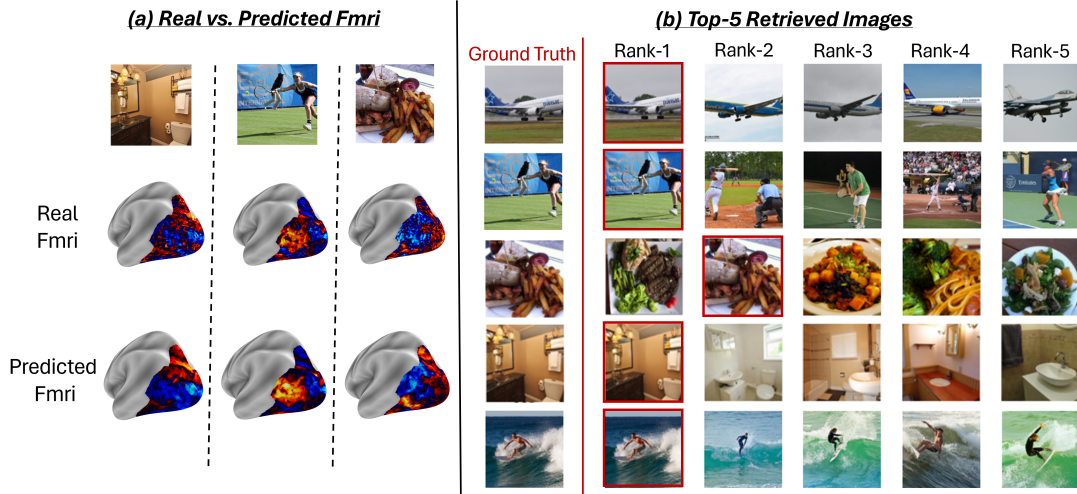 (a) Real vs. Predicted Fmri
Real
Fmri
Predicted
Fmri
(b) Top-5 Retrieved Images
Ground Truth
Rank-1
Rank-2
Rank-3
Rank-4
Rank-5